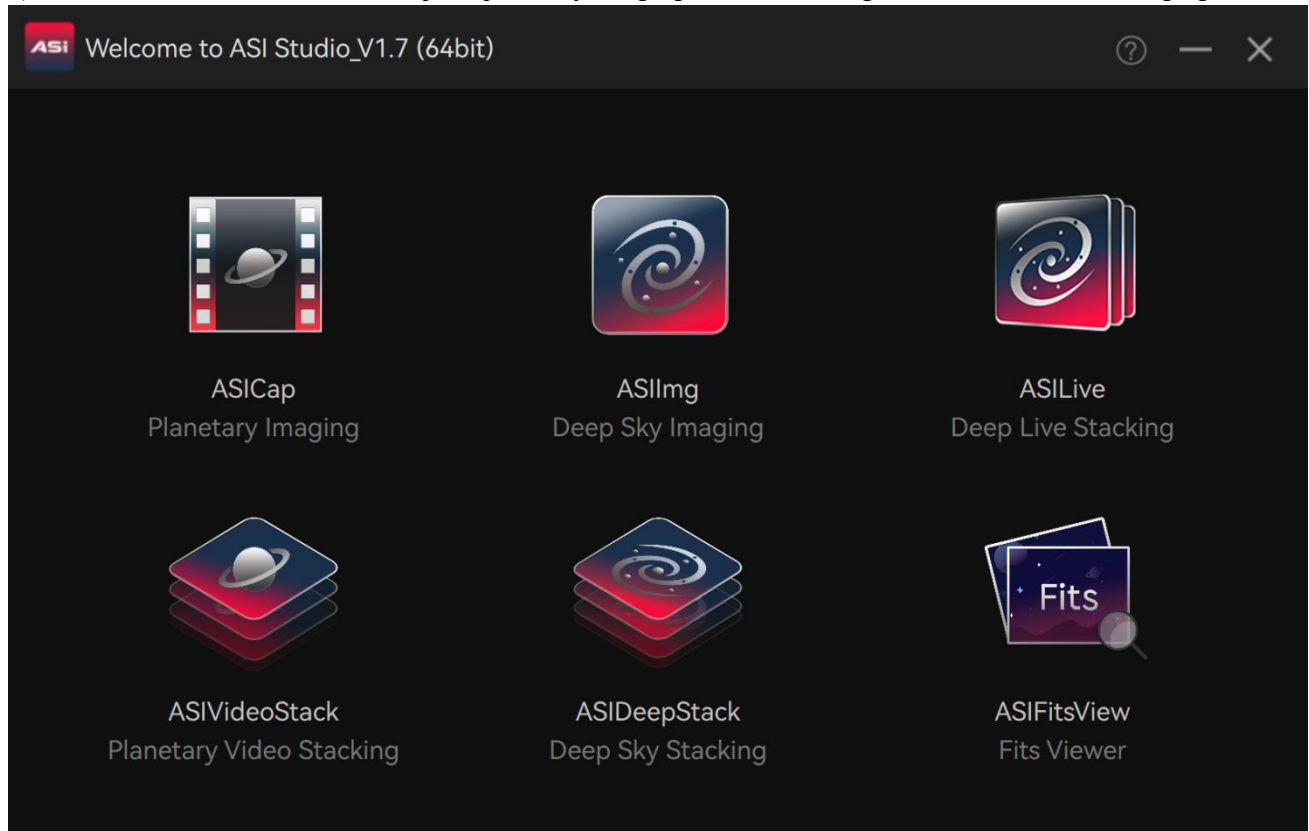 ASi Welcome to ASI Studio_V1.7 (64bit) ?
ASICap ASIImg ASILive
Planetary Imaging Deep Sky Imaging Deep Live Stacking
Fits
ASIVideoStack ASIDeepStack ASIFitsView
Planetary Video Stacking Deep Sky Stacking Fits Viewer